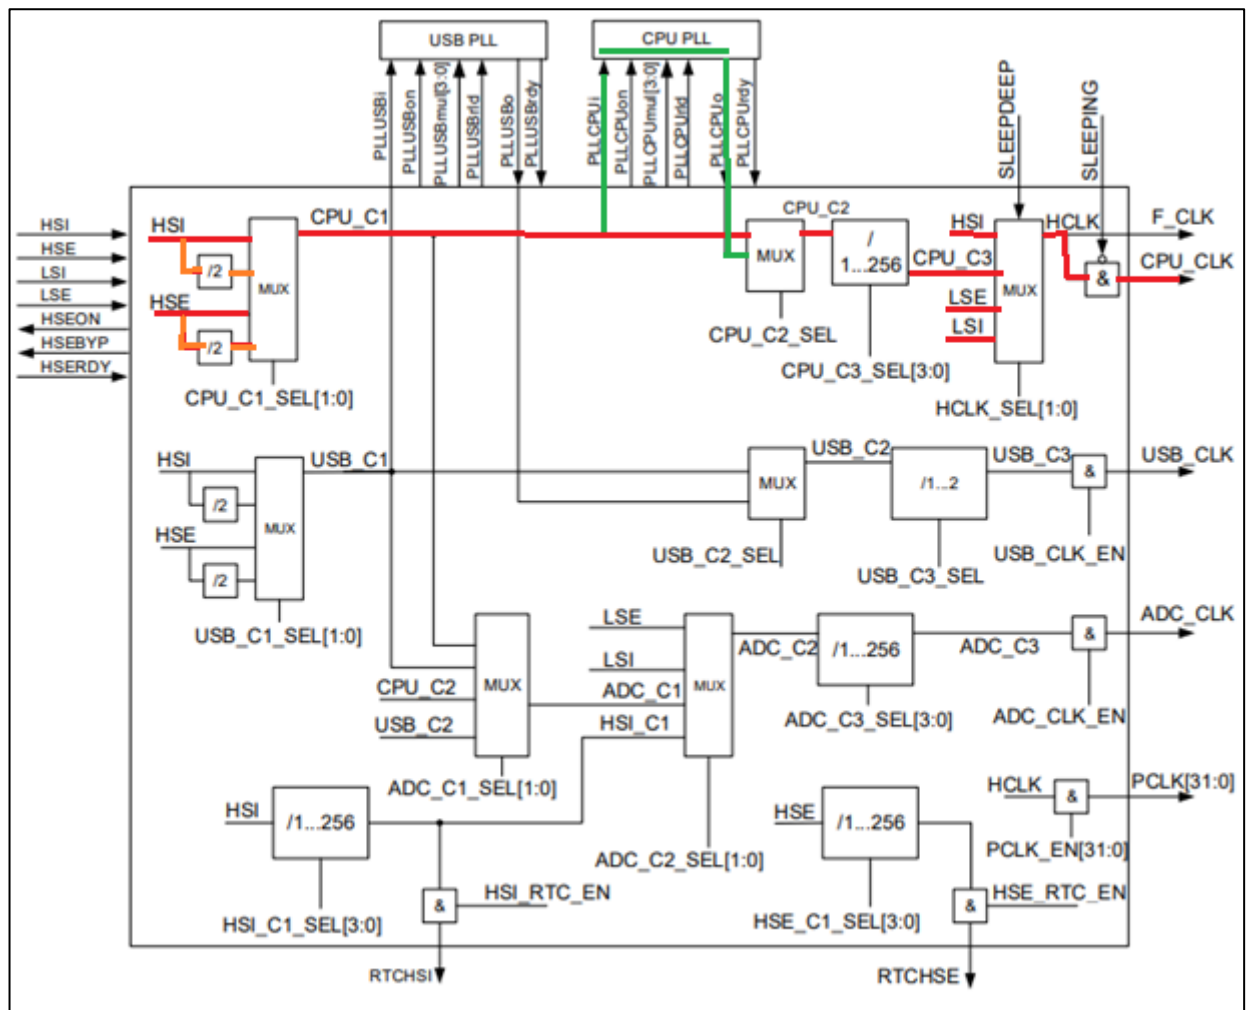 USB PLL
CPU PLL
PLLUSBi
PLLUSBon
PLLUSBmul[3:0]
PLLUSBrld
PLLUSBo
PLLUSBrdy
PLLCPUi
PLLCPUon
PLLCPUmul[3:0]
PLLCPUrld
PLLCPUo
PLLCPUrdy
SLEEPDEEP
SLEEPING
HSI
HSE
LSI
LSE
HSEON
HSEBYP
HSERDY
HSI
/2
HSE
/2
MUX
CPU_C1
CPU_C1_SEL[1:0]
MUX
CPU_C2
CPU_C2_SEL
/
1...256
CPU_C3
CPU_C3_SEL[3:0]
HSI
LSE
LSI
MUX
HCLK
HCLK_SEL[1:0]
&
F_CLK
CPU_CLK
HSI
/2
HSE
/2
MUX
USB_C1
USB_C1_SEL[1:0]
MUX
USB_C2
USB_C2_SEL
/1...2
USB_C3
USB_C3_SEL
&
USB_CLK
USB_CLK_EN
CPU_C2
USB_C2
MUX
ADC_C1_SEL[1:0]
LSE
LSI
ADC_C1
HSI_C1
MUX
ADC_C2
ADC_C2_SEL[1:0]
/1...256
ADC_C3
ADC_C3_SEL[3:0]
&
ADC_CLK
ADC_CLK_EN
HSI
/1...256
HSI_C1_SEL[3:0]
&
HSI_RTC_EN
RTCHSI
HSE
/1...256
HSE_C1_SEL[3:0]
&
HSE_RTC_EN
RTCHSE
HCLK
&
PCLK[31:0]
PCLK_EN[31:0]